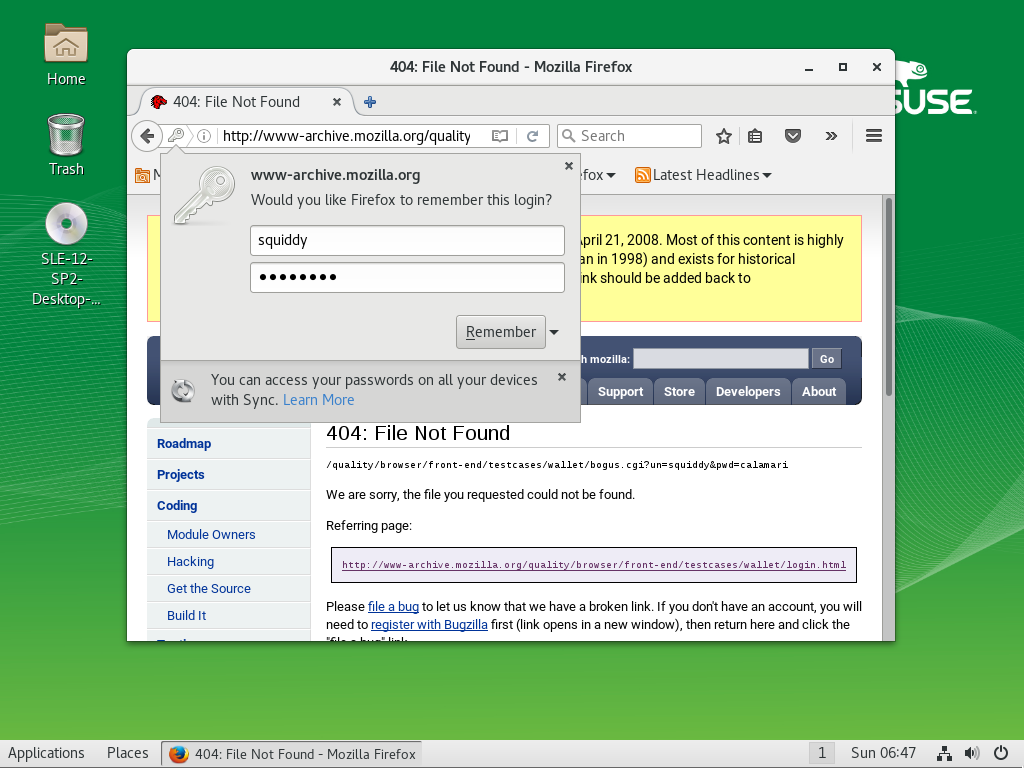 Home
Trash
SLE-12-
SP2-
Desktop-...
SUSE
404: File Not Found - Mozilla Firefox
404: File Not Found
http://www-archive.mozilla.org/quality
Search
M
fox
Latest Headlines
www-archive.mozilla.org
Would you like Firefox to remember this login?
squiddy
••••••••
Remember
You can access your passwords on all your devices
with Sync. Learn More
April 21, 2008. Most of this content is highly
an in 1998) and exists for historical
ink should be added back to
h mozilla:
Go
Support
Store
Developers
About
404: File Not Found
/quality/browser/front-end/testcases/wallet/bogus.cgi?un=squiddy&pwd=calamari
We are sorry, the file you requested could not be found.
Referring page:
http://www-archive.mozilla.org/quality/browser/front-end/testcases/wallet/login.html
Please file a bug to let us know that we have a broken link. If you don't have an account, you will
need to register with Bugzilla first (link opens in a new window), then return here and click the
"file a bug" link.
Roadmap
Projects
Coding
Module Owners
Hacking
Get the Source
Build It
Applications
Places
404: File Not Found - Mozilla Firefox
1
Sun 06:47